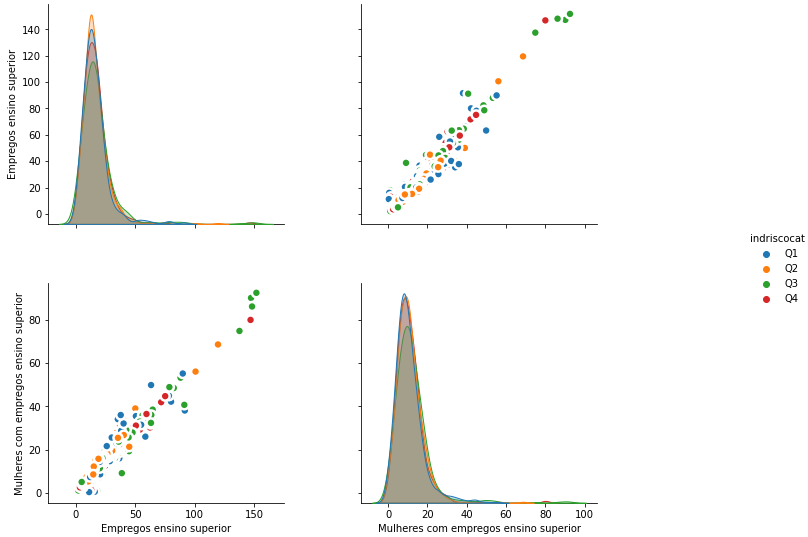 Empregos ensino superior
140
120
100
80
60
40
20
0
indriscocat
Q1
Q2
Q3
Q4
Mulheres com empregos ensino superior
80
60
40
20
0
0 50 100 150
Empregos ensino superior
0 20 40 60 80 100
Mulheres com empregos ensino superior